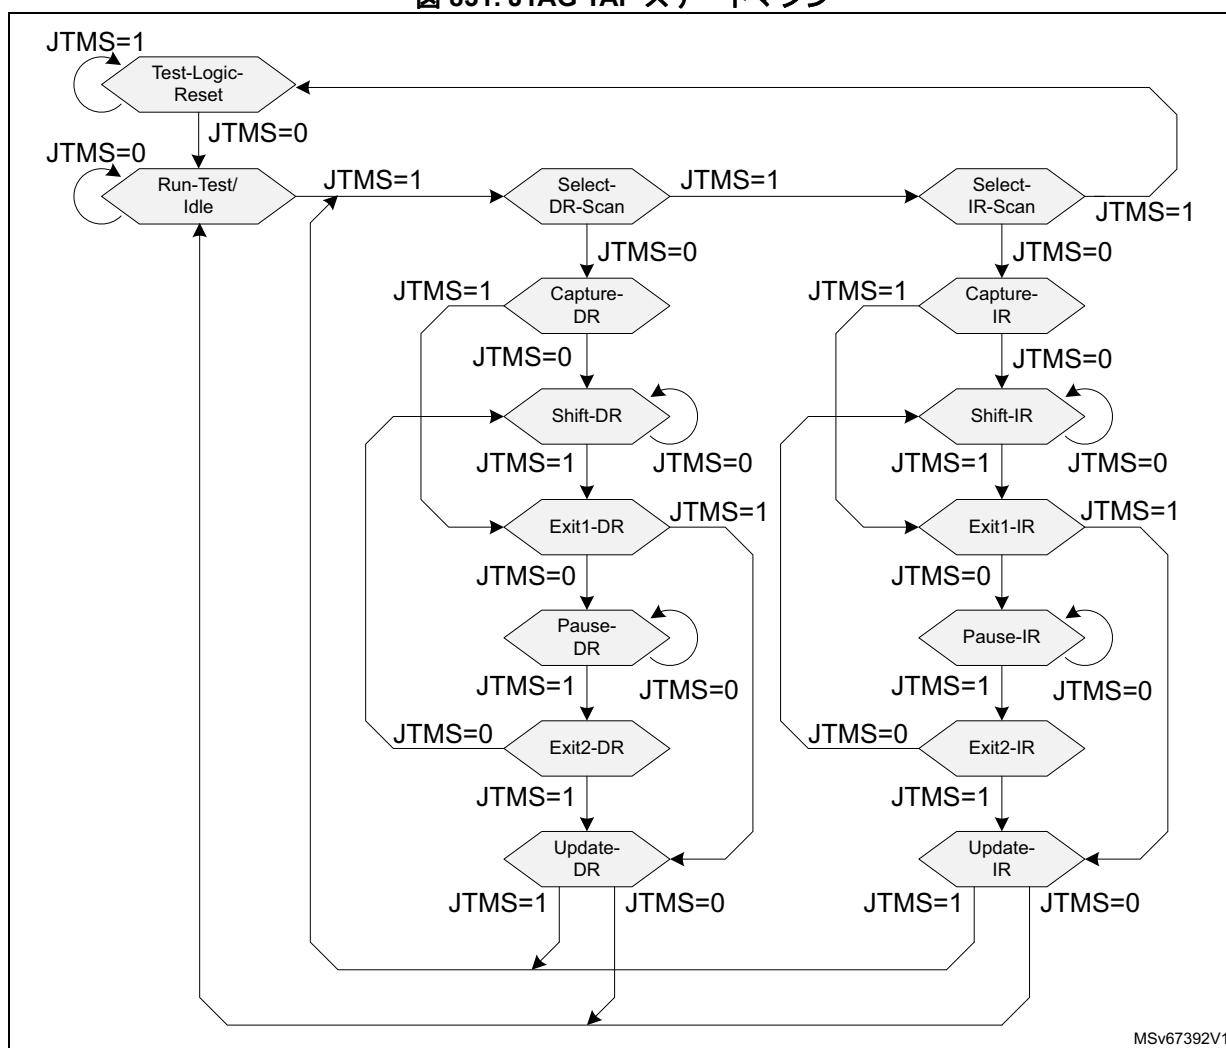 JTMS=1
Test-Logic-
Reset
JTMS=0
JTMS=0
Run-Test/
Idle
JTMS=1
Select-
DR-Scan
JTMS=1
Select-
IR-Scan
JTMS=1
JTMS=0
JTMS=0
JTMS=1
Capture-
DR
JTMS=1
Capture-
IR
JTMS=0
JTMS=0
Shift-DR
Shift-IR
JTMS=1
JTMS=0
JTMS=1
JTMS=0
Exit1-DR
JTMS=1
Exit1-IR
JTMS=1
JTMS=0
JTMS=0
Pause-
DR
Pause-IR
JTMS=1
JTMS=0
JTMS=1
JTMS=0
JTMS=0
Exit2-DR
JTMS=0
Exit2-IR
JTMS=1
JTMS=1
Update-
DR
Update-
IR
JTMS=1
JTMS=0
JTMS=1
JTMS=0
MSv67392V1